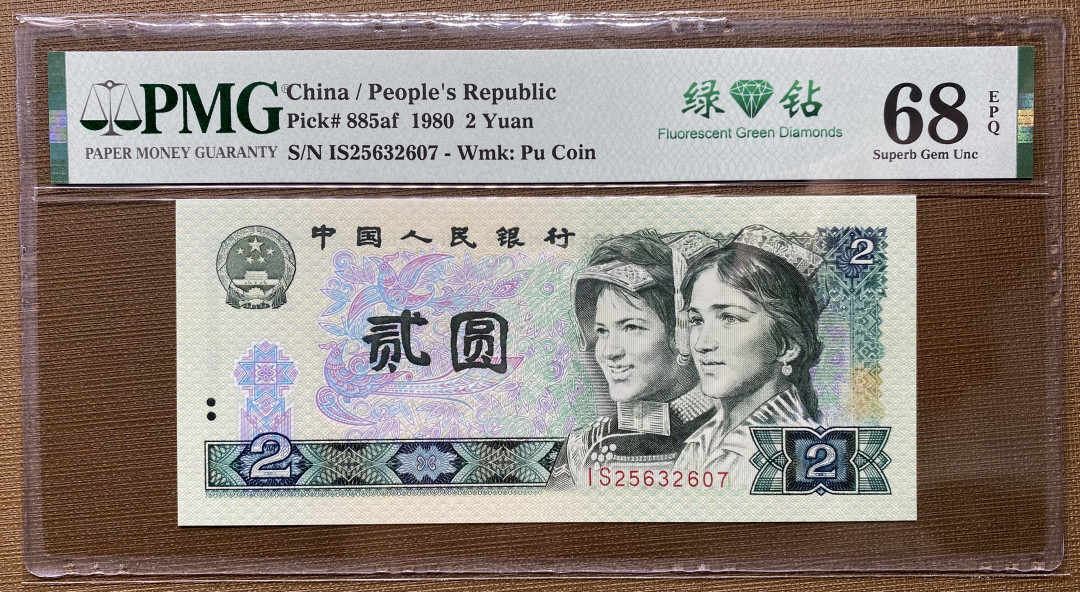 PMG®
PAPER MONEY GUARANTY
China / People's Republic
Pick# 885af 1980 2 Yuan
S/N IS25632607 - Wmk: Pu Coin
绿钻
Fluorescent Green Diamonds
68
EPQ
Superb Gem Unc
中国人民银行
2
贰圆
2
IS25632607
2